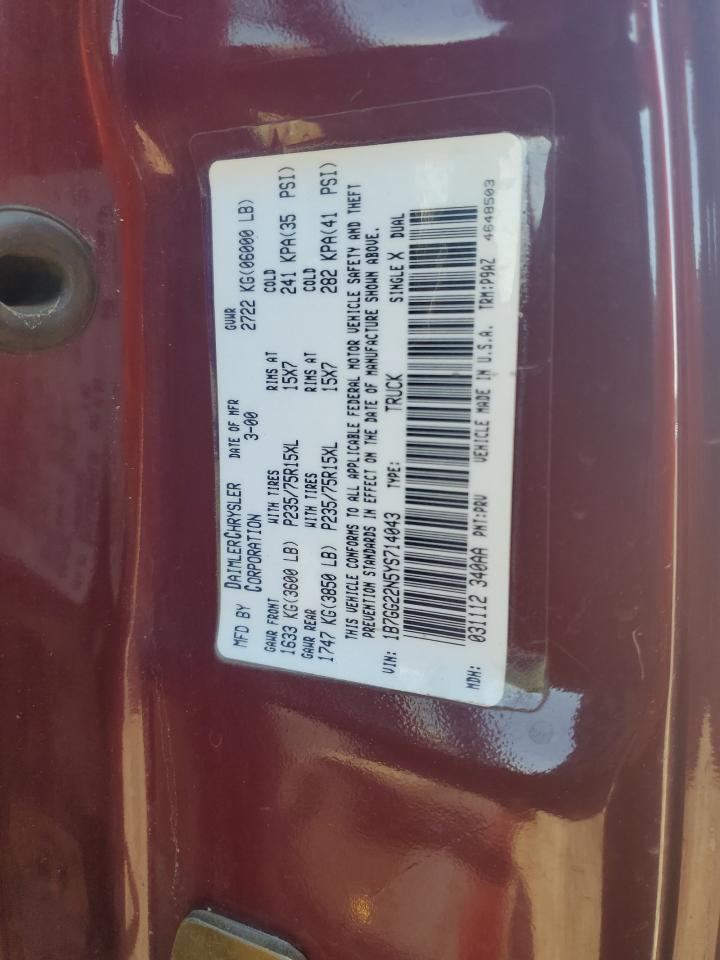 MFD BY DAIMLERCHRYSLER CORPORATION DATE OF MFR 3-00 GVWR 2722 KG(06000 LB)
GAWR FRONT WITH TIRES RIMS AT COLD
1633 KG(3600 LB) P235/75R15XL 15X7 241 KPA(35 PSI)
GAWR REAR WITH TIRES RIMS AT COLD
1747 KG(3850 LB) P235/75R15XL 15X7 282 KPA(41 PSI)
THIS VEHICLE CONFORMS TO ALL APPLICABLE FEDERAL MOTOR VEHICLE SAFETY AND THEFT
PREVENTION STANDARDS IN EFFECT ON THE DATE OF MANUFACTURE SHOWN ABOVE.
VIN: 1B7GG22N5YS714043 TYPE: TRUCK SINGLE X DUAL
MDH: 031112 340AA PNT:PRV VEHICLE MADE IN U.S.A. TRM:P9AZ 4648503